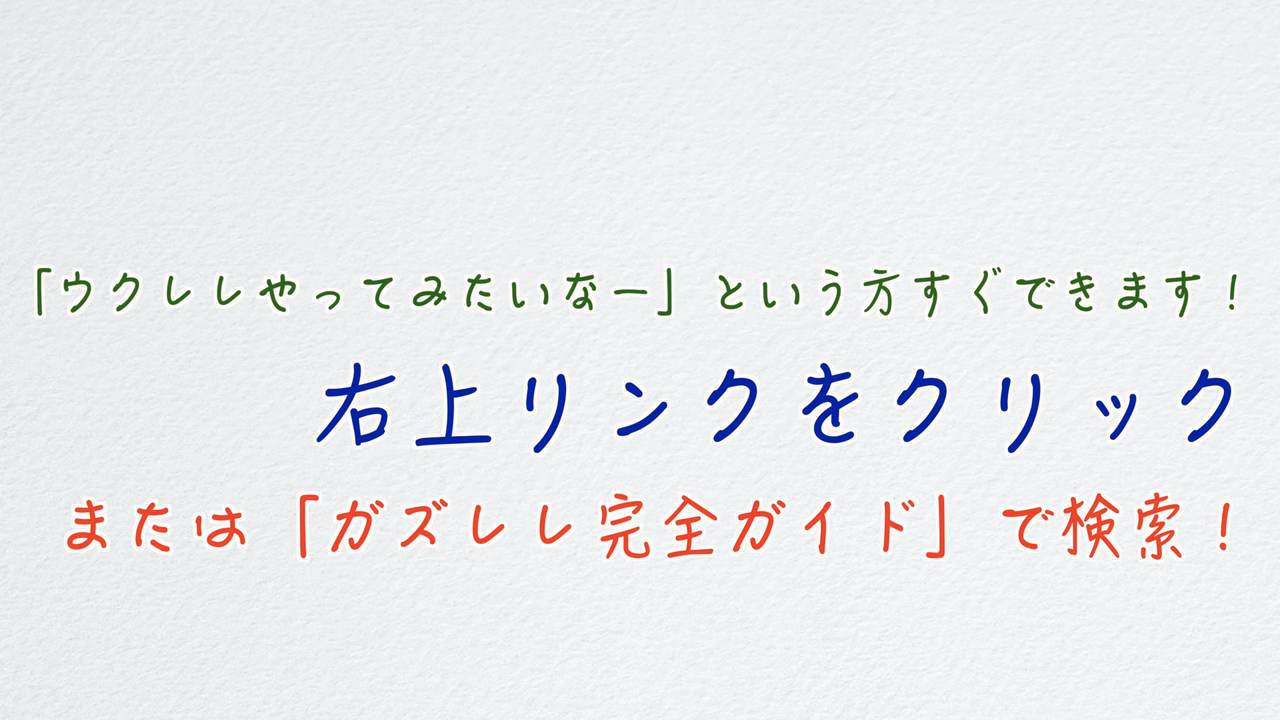 「ウクレレやってみたいなー」という方すぐできます！
右上リンクをクリック
または「ガズレレ完全ガイド」で検索！